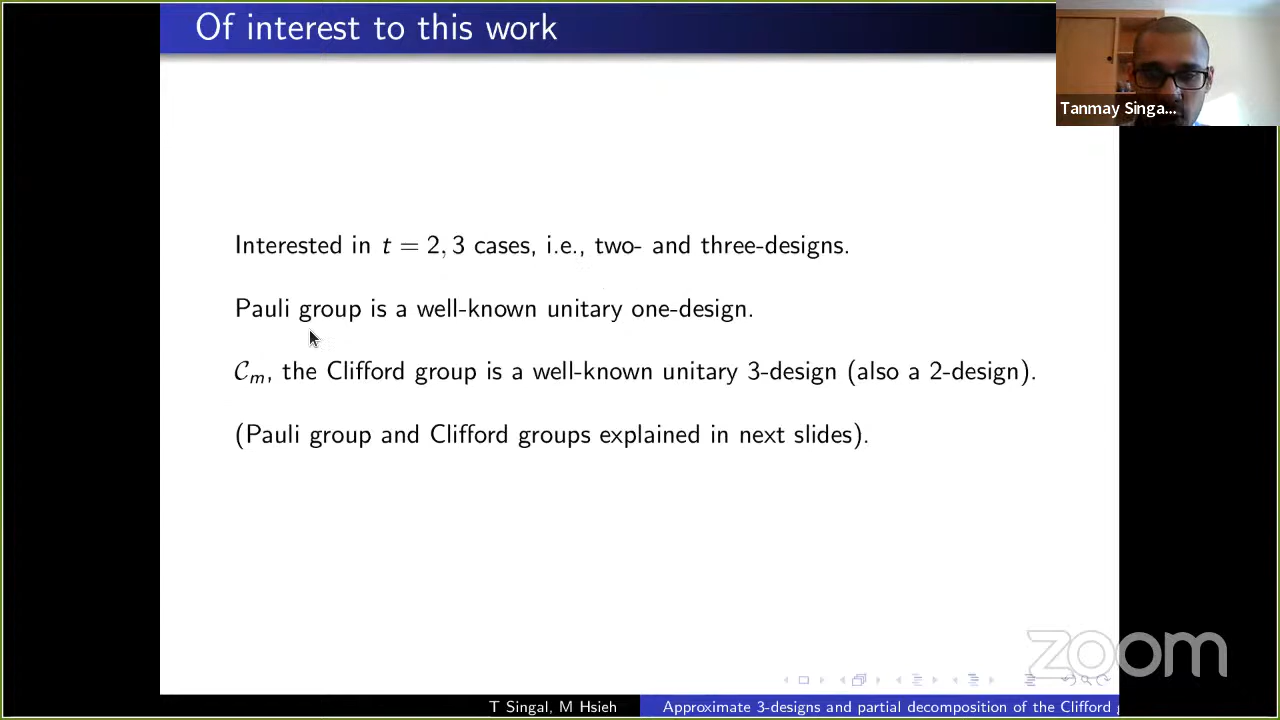 Of interest to this work
Tanmay Singa...
Interested in t = 2, 3 cases, i.e., two- and three-designs.
Pauli group is a well-known unitary one-design.
𝒞ₘ, the Clifford group is a well-known unitary 3-design (also a 2-design).
(Pauli group and Clifford groups explained in next slides).
zoom
T Singal, M Hsieh
Approximate 3-designs and partial decomposition of the Clifford